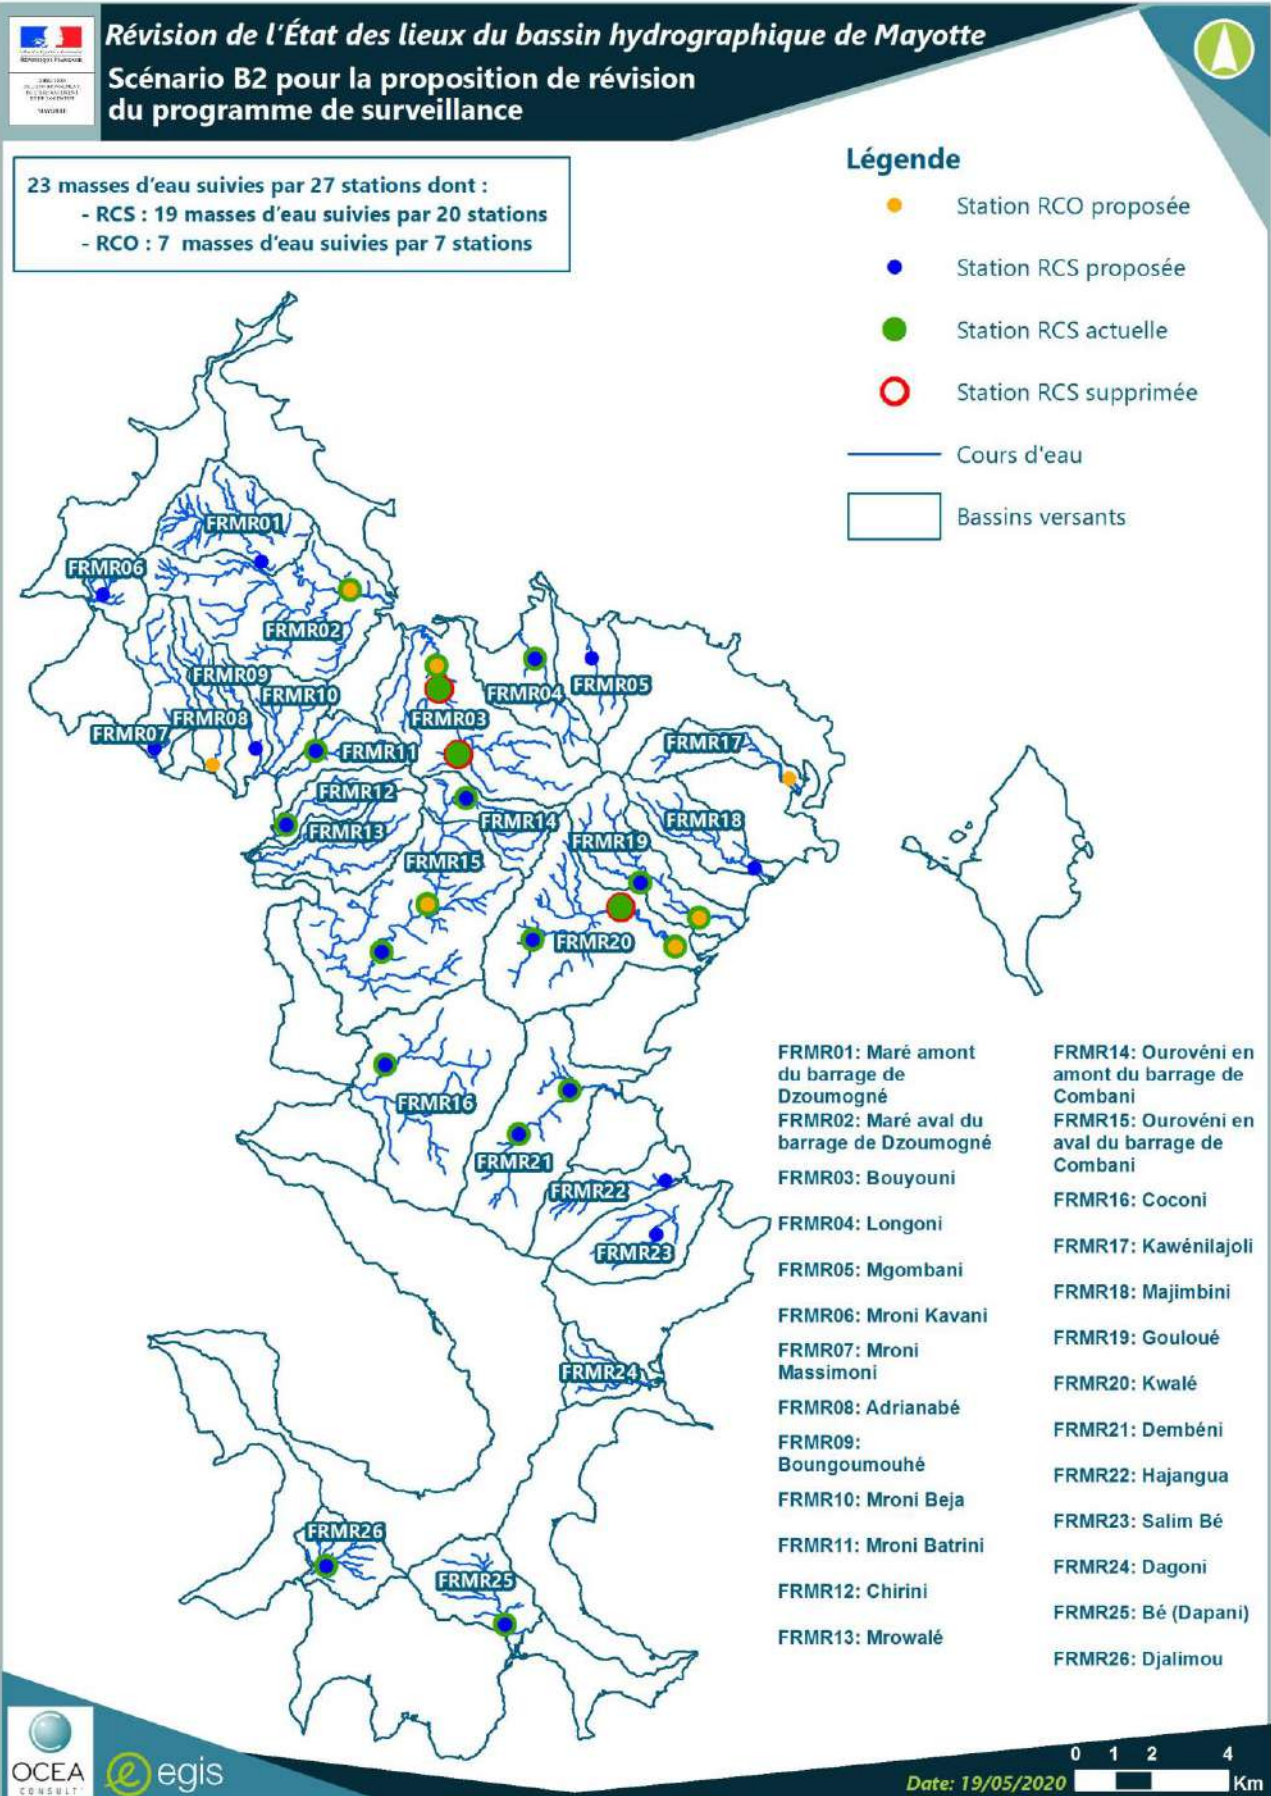 Révision de l'État des lieux du bassin hydrographique de Mayotte
Scénario B2 pour la proposition de révision
du programme de surveillance
RÉPUBLIQUE FRANÇAISE
MAYOTTE
23 masses d'eau suivies par 27 stations dont :
- RCS : 19 masses d'eau suivies par 20 stations
- RCO : 7 masses d'eau suivies par 7 stations
Légende
Station RCO proposée
Station RCS proposée
Station RCS actuelle
Station RCS supprimée
Cours d'eau
Bassins versants
FRMR01
FRMR06
FRMR02
FRMR09
FRMR10
FRMR04
FRMR05
FRMR08
FRMR03
FRMR07
FRMR11
FRMR17
FRMR12
FRMR14
FRMR18
FRMR13
FRMR19
FRMR15
FRMR20
FRMR16
FRMR21
FRMR22
FRMR23
FRMR24
FRMR26
FRMR25
FRMR01: Maré amont
du barrage de
Dzoumogné
FRMR02: Maré aval du
barrage de Dzoumogné
FRMR03: Bouyouni
FRMR04: Longoni
FRMR05: Mgombani
FRMR06: Mroni Kavani
FRMR07: Mroni
Massimoni
FRMR08: Adrianabé
FRMR09:
Boungoumouhé
FRMR10: Mroni Beja
FRMR11: Mroni Batrini
FRMR12: Chirini
FRMR13: Mrowalé
FRMR14: Ourovéni en
amont du barrage de
Combani
FRMR15: Ourovéni en
aval du barrage de
Combani
FRMR16: Coconi
FRMR17: Kawénilajoli
FRMR18: Majimbini
FRMR19: Gouloué
FRMR20: Kwalé
FRMR21: Dembéni
FRMR22: Hajangua
FRMR23: Salim Bé
FRMR24: Dagoni
FRMR25: Bé (Dapani)
FRMR26: Djalimou
OCEA
CONSULT'
egis
Date: 19/05/2020
0 1 2 4
Km